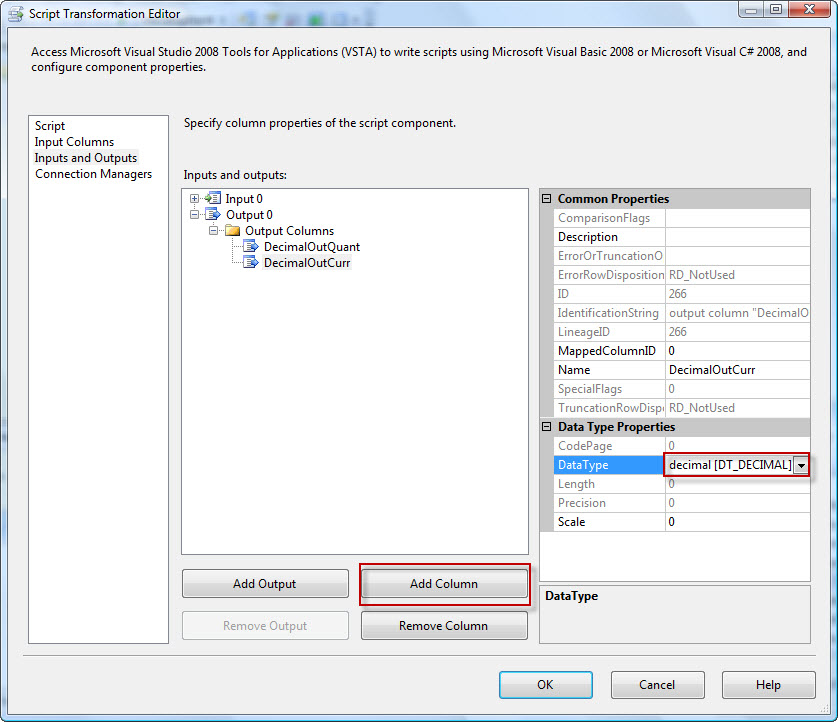 Script Transformation Editor
Access Microsoft Visual Studio 2008 Tools for Applications (VSTA) to write scripts using Microsoft Visual Basic 2008 or Microsoft Visual C# 2008, and
configure component properties.
Script
Input Columns
Inputs and Outputs
Connection Managers
Specify column properties of the script component.
Inputs and outputs:
Input 0
Output 0
Output Columns
DecimalOutQuant
DecimalOutCurr
Add Output
Add Column
Remove Output
Remove Column
Common Properties
ComparisonFlags
Description
ErrorOrTruncationO
ErrorRowDisposition RD_NotUsed
ID 266
IdentificationString output column "DecimalO
LineageID 266
MappedColumnID 0
Name DecimalOutCurr
SpecialFlags 0
TruncationRowDispo RD_NotUsed
Data Type Properties
CodePage 0
DataType decimal [DT_DECIMAL]
Length 0
Precision 0
Scale 0
DataType
OK
Cancel
Help